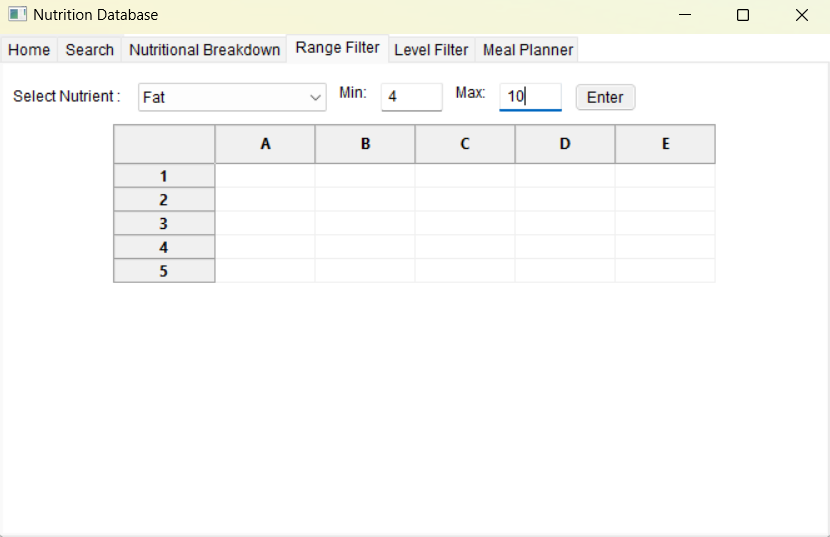 Nutrition Database
Home Search Nutritional Breakdown Range Filter Level Filter Meal Planner
Select Nutrient : Fat Min: 4 Max: 10 Enter
A B C D E
1
2
3
4
5